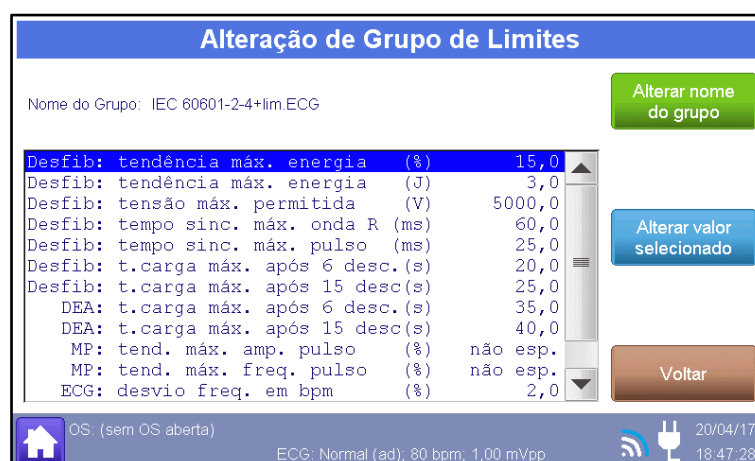 Alteração de Grupo de Limites
Nome do Grupo: IEC 60601-2-4+lim.ECG
Alterar nome
do grupo
Desfib: tendência máx. energia (%) 15,0
Desfib: tendência máx. energia (J) 3,0
Desfib: tensão máx. permitida (V) 5000,0
Desfib: tempo sinc. máx. onda R (ms) 60,0
Desfib: tempo sinc. máx. pulso (ms) 25,0
Desfib: t.carga máx. após 6 desc.(s) 20,0
Desfib: t.carga máx. após 15 desc(s) 25,0
DEA: t.carga máx. após 6 desc.(s) 35,0
DEA: t.carga máx. após 15 desc(s) 40,0
MP: tend. máx. amp. pulso (%) não esp.
MP: tend. máx. freq. pulso (%) não esp.
ECG: desvio freq. em bpm (%) 2,0
Alterar valor
selecionado
Voltar
OS: (sem OS aberta)
ECG: Normal (ad); 80 bpm; 1,00 mVpp
20/04/17
18:47:28